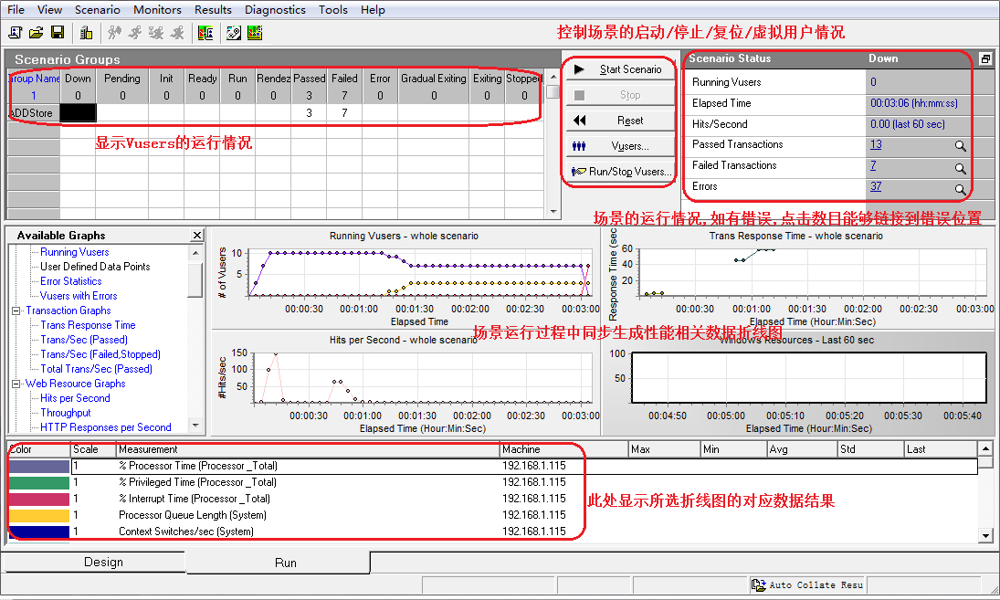 File View Scenario Monitors Results Diagnostics Tools Help
控制场景的启动/停止/复位/虚拟用户情况
Scenario Groups
Group Name Down Pending Init Ready Run Rendez Passed Failed Error Gradual Exiting Exiting Stopped
1 0 0 0 0 0 0 3 7 0 0 0 0
ADDStore 3 7
显示Vusers的运行情况
Start Scenario
Stop
Reset
Vusers...
Run/Stop Vusers...
Scenario Status Down
Running Vusers 0
Elapsed Time 00:03:06 (hh:mm:ss)
Hits/Second 0.00 (last 60 sec)
Passed Transactions 13
Failed Transactions 7
Errors 37
场景的运行情况,如有错误,点击数目能够链接到错误位置
Available Graphs
Running Vusers
User Defined Data Points
Error Statistics
Vusers with Errors
Transaction Graphs
Trans Response Time
Trans/Sec (Passed)
Trans/Sec (Failed,Stopped)
Total Trans/Sec (Passed)
Web Resource Graphs
Hits per Second
Throughput
HTTP Responses per Second
Running Vusers - whole scenario
# of Vusers
10
5
00:00:30 00:01:00 00:01:30 00:02:00 00:02:30 00:03:00
Elapsed Time
Trans Response Time - whole scenario
Response Time (sec
60
40
20
00:00:30 00:01:00 00:01:30 00:02:00 00:02:30 00:03:00
Elapsed Time (Hour:Min:Sec)
场景运行过程中同步生成性能相关数据折线图
Hits per Second - whole scenario
#Hits/sec
150
100
50
00:00:30 00:01:00 00:01:30 00:02:00 00:02:30 00:03:00
Elapsed Time (Hour:Min:Sec)
Windows Resources - Last 60 sec
100
50
00:04:50 00:05:00 00:05:10 00:05:20 00:05:30 00:05:40
Elapsed Time (Hour:Min:Sec)
Color Scale Measurement Machine Max Min Avg Std Last
1 % Processor Time (Processor _Total) 192.168.1.115
1 % Privileged Time (Processor _Total) 192.168.1.115
1 % Interrupt Time (Processor _Total) 192.168.1.115
1 Processor Queue Length (System) 192.168.1.115
1 Context Switches/sec (System) 192.168.1.115
此处显示所选折线图的对应数据结果
Design Run
Auto Collate Resu